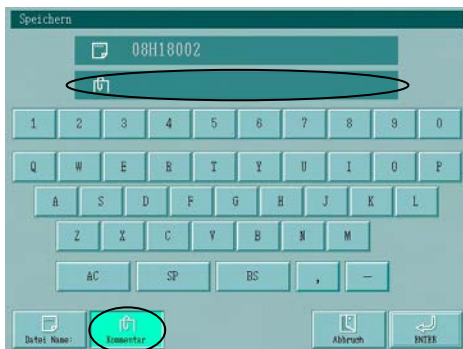 Speichern
08H18002
1 2 3 4 5 6 7 8 9 0
Q W E R T Y U I O P
A S D F G H J K L
Z X C V B N M
AC SP BS , -
Datei Name: Kommentar Abbruch ENTER